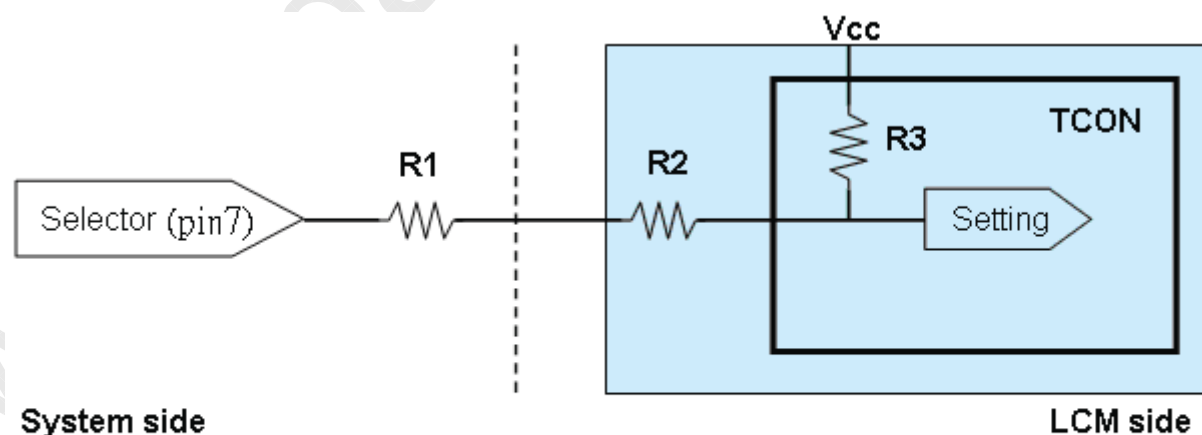 Vcc
TCON
R3
R1
R2
Selector (pin7)
Setting
System side
LCM side